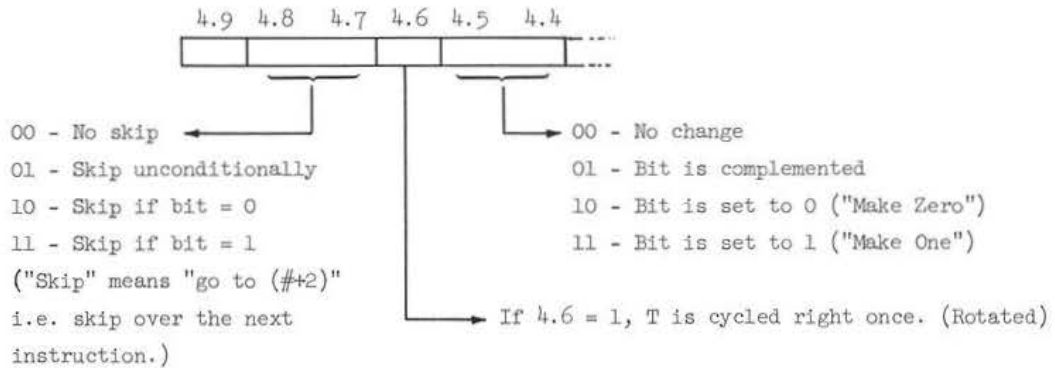 4.9 4.8 4.7 4.6 4.5 4.4
00 - No skip
01 - Skip unconditionally
10 - Skip if bit = 0
11 - Skip if bit = 1
("Skip" means "go to (#+2)"
i.e. skip over the next
instruction.)
00 - No change
01 - Bit is complemented
10 - Bit is set to 0 ("Make Zero")
11 - Bit is set to 1 ("Make One")
If 4.6 = 1, T is cycled right once. (Rotated)